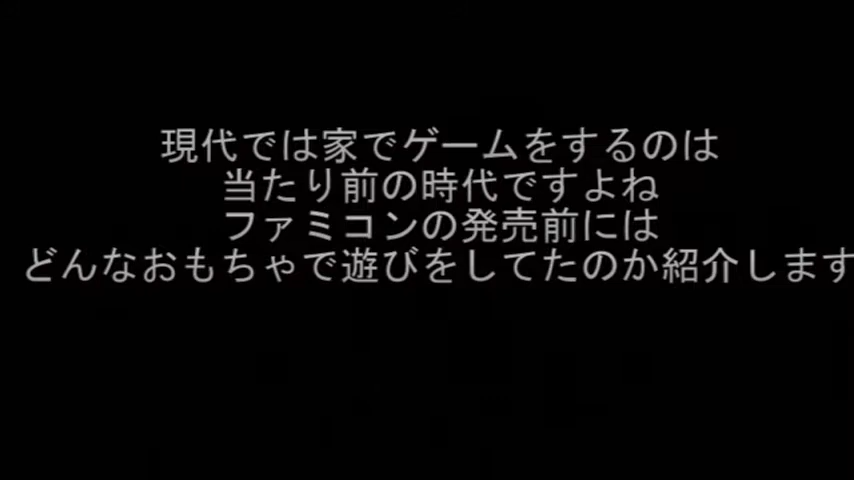 現代では家でゲームをするのは
当たり前の時代ですよね
ファミコンの発売前には
どんなおもちゃで遊びをしてたのか紹介します